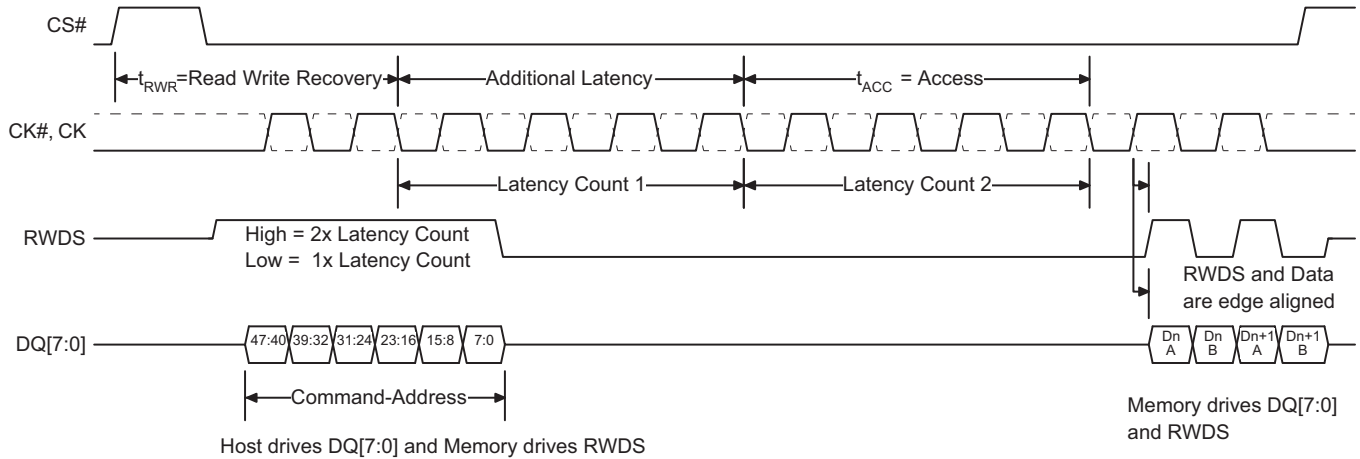 CS#
t_RWR=Read Write Recovery
Additional Latency
t_ACC = Access
CK#, CK
Latency Count 1
Latency Count 2
RWDS
High = 2x Latency Count
Low = 1x Latency Count
RWDS and Data
are edge aligned
DQ[7:0]
47:40 39:32 31:24 23:16 15:8 7:0
Dn A Dn B Dn+1 A Dn+1 B
Command-Address
Memory drives DQ[7:0]
and RWDS
Host drives DQ[7:0] and Memory drives RWDS